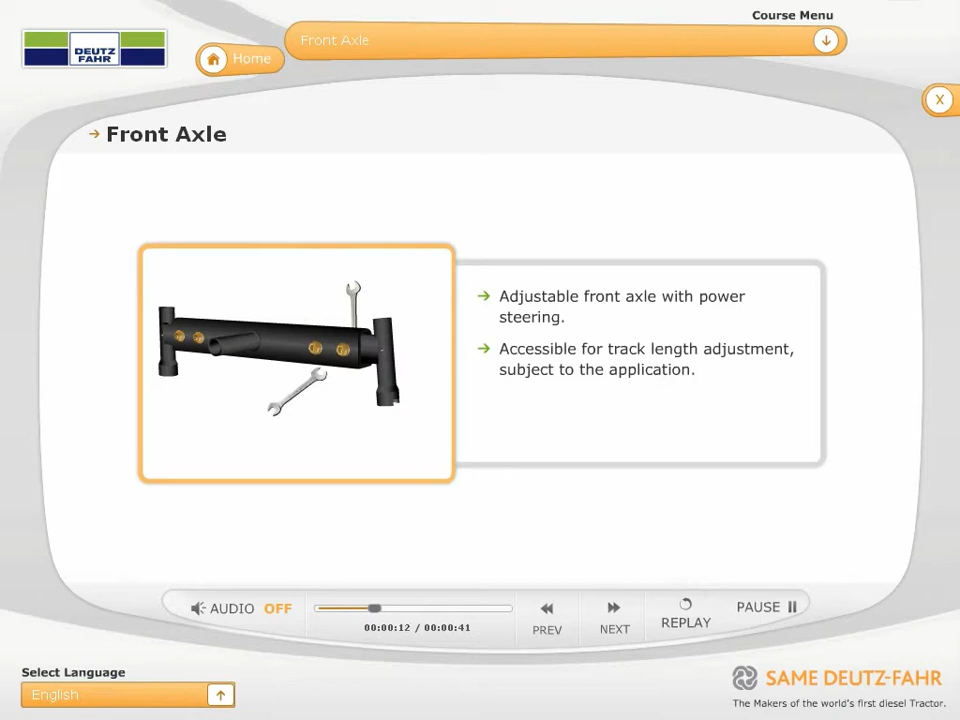 Course Menu
DEUTZ
FAHR
Home
Front Axle
X
Front Axle
Adjustable front axle with power
steering.
Accessible for track length adjustment,
subject to the application.
AUDIO OFF
00:00:12 / 00:00:41
PREV
NEXT
REPLAY
PAUSE
Select Language
English
SAME DEUTZ-FAHR
The Makers of the world's first diesel Tractor.